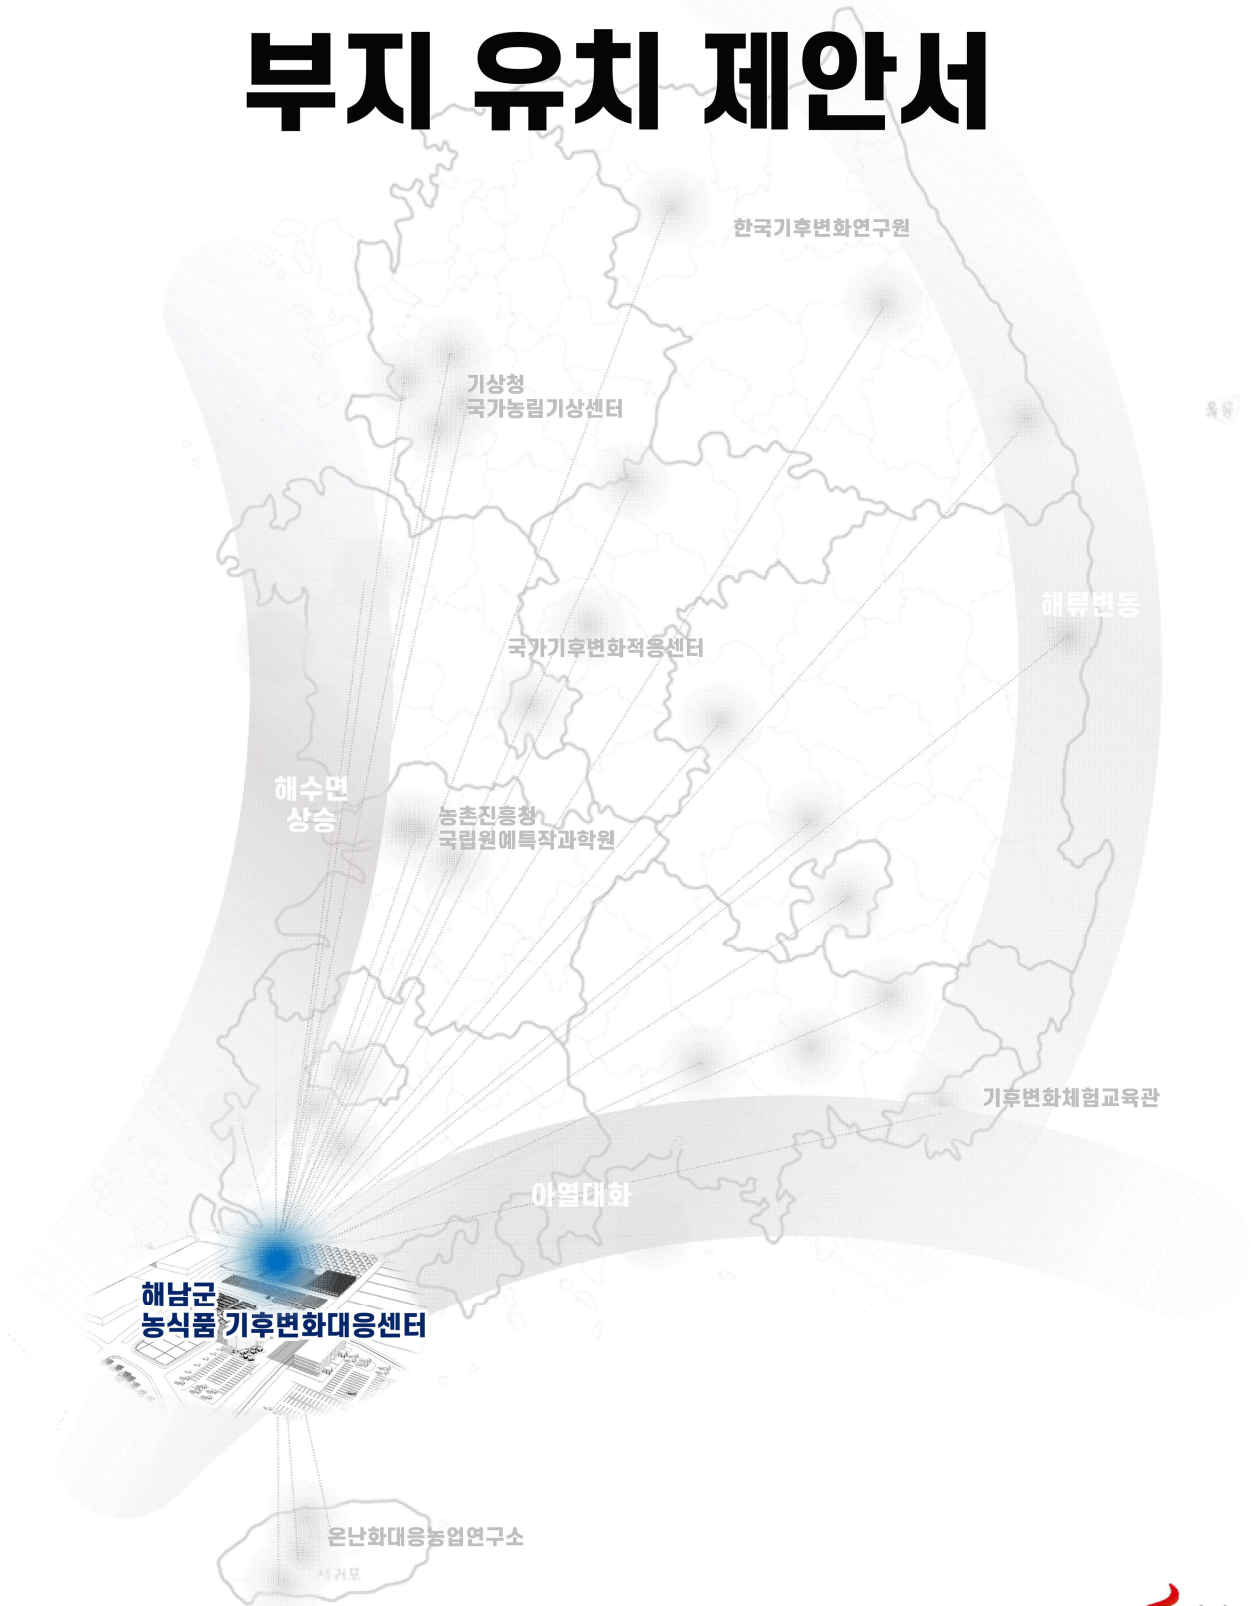 부지 유치 제안서
한국기후변화연구원
기상청
국가농림기상센터
해류변동
국가기후변화적응센터
해수면
상승
농촌진흥청
국립원예특작과학원
기후변화체험교육관
아열대화
해남군
농식품 기후변화대응센터
온난화대응농업연구소
서귀포